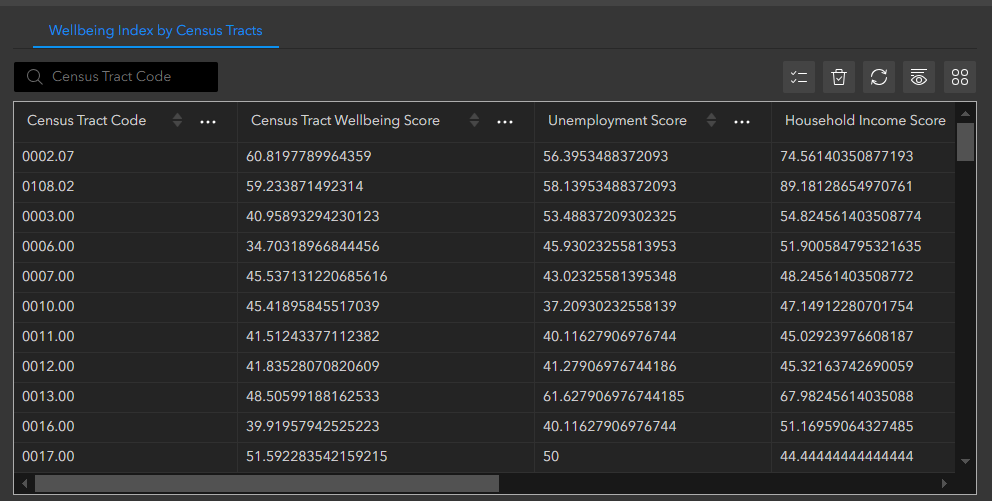 Wellbeing Index by Census Tracts
Census Tract Code
Census Tract Code ... Census Tract Wellbeing Score ... Unemployment Score ... Household Income Score
0002.07 60.8197789964359 56.3953488372093 74.56140350877193
0108.02 59.233871492314 58.13953488372093 89.18128654970761
0003.00 40.95893294230123 53.48837209302325 54.824561403508774
0006.00 34.70318966844456 45.93023255813953 51.900584795321635
0007.00 45.537131220685616 43.02325581395348 48.24561403508772
0010.00 45.41895845517039 37.20930232558139 47.14912280701754
0011.00 41.51243377112382 40.11627906976744 45.02923976608187
0012.00 41.83528070820609 41.27906976744186 45.32163742690059
0013.00 48.50599188162533 61.627906976744185 67.98245614035088
0016.00 39.91957942525223 40.11627906976744 51.16959064327485
0017.00 51.592283542159215 50 44.44444444444444